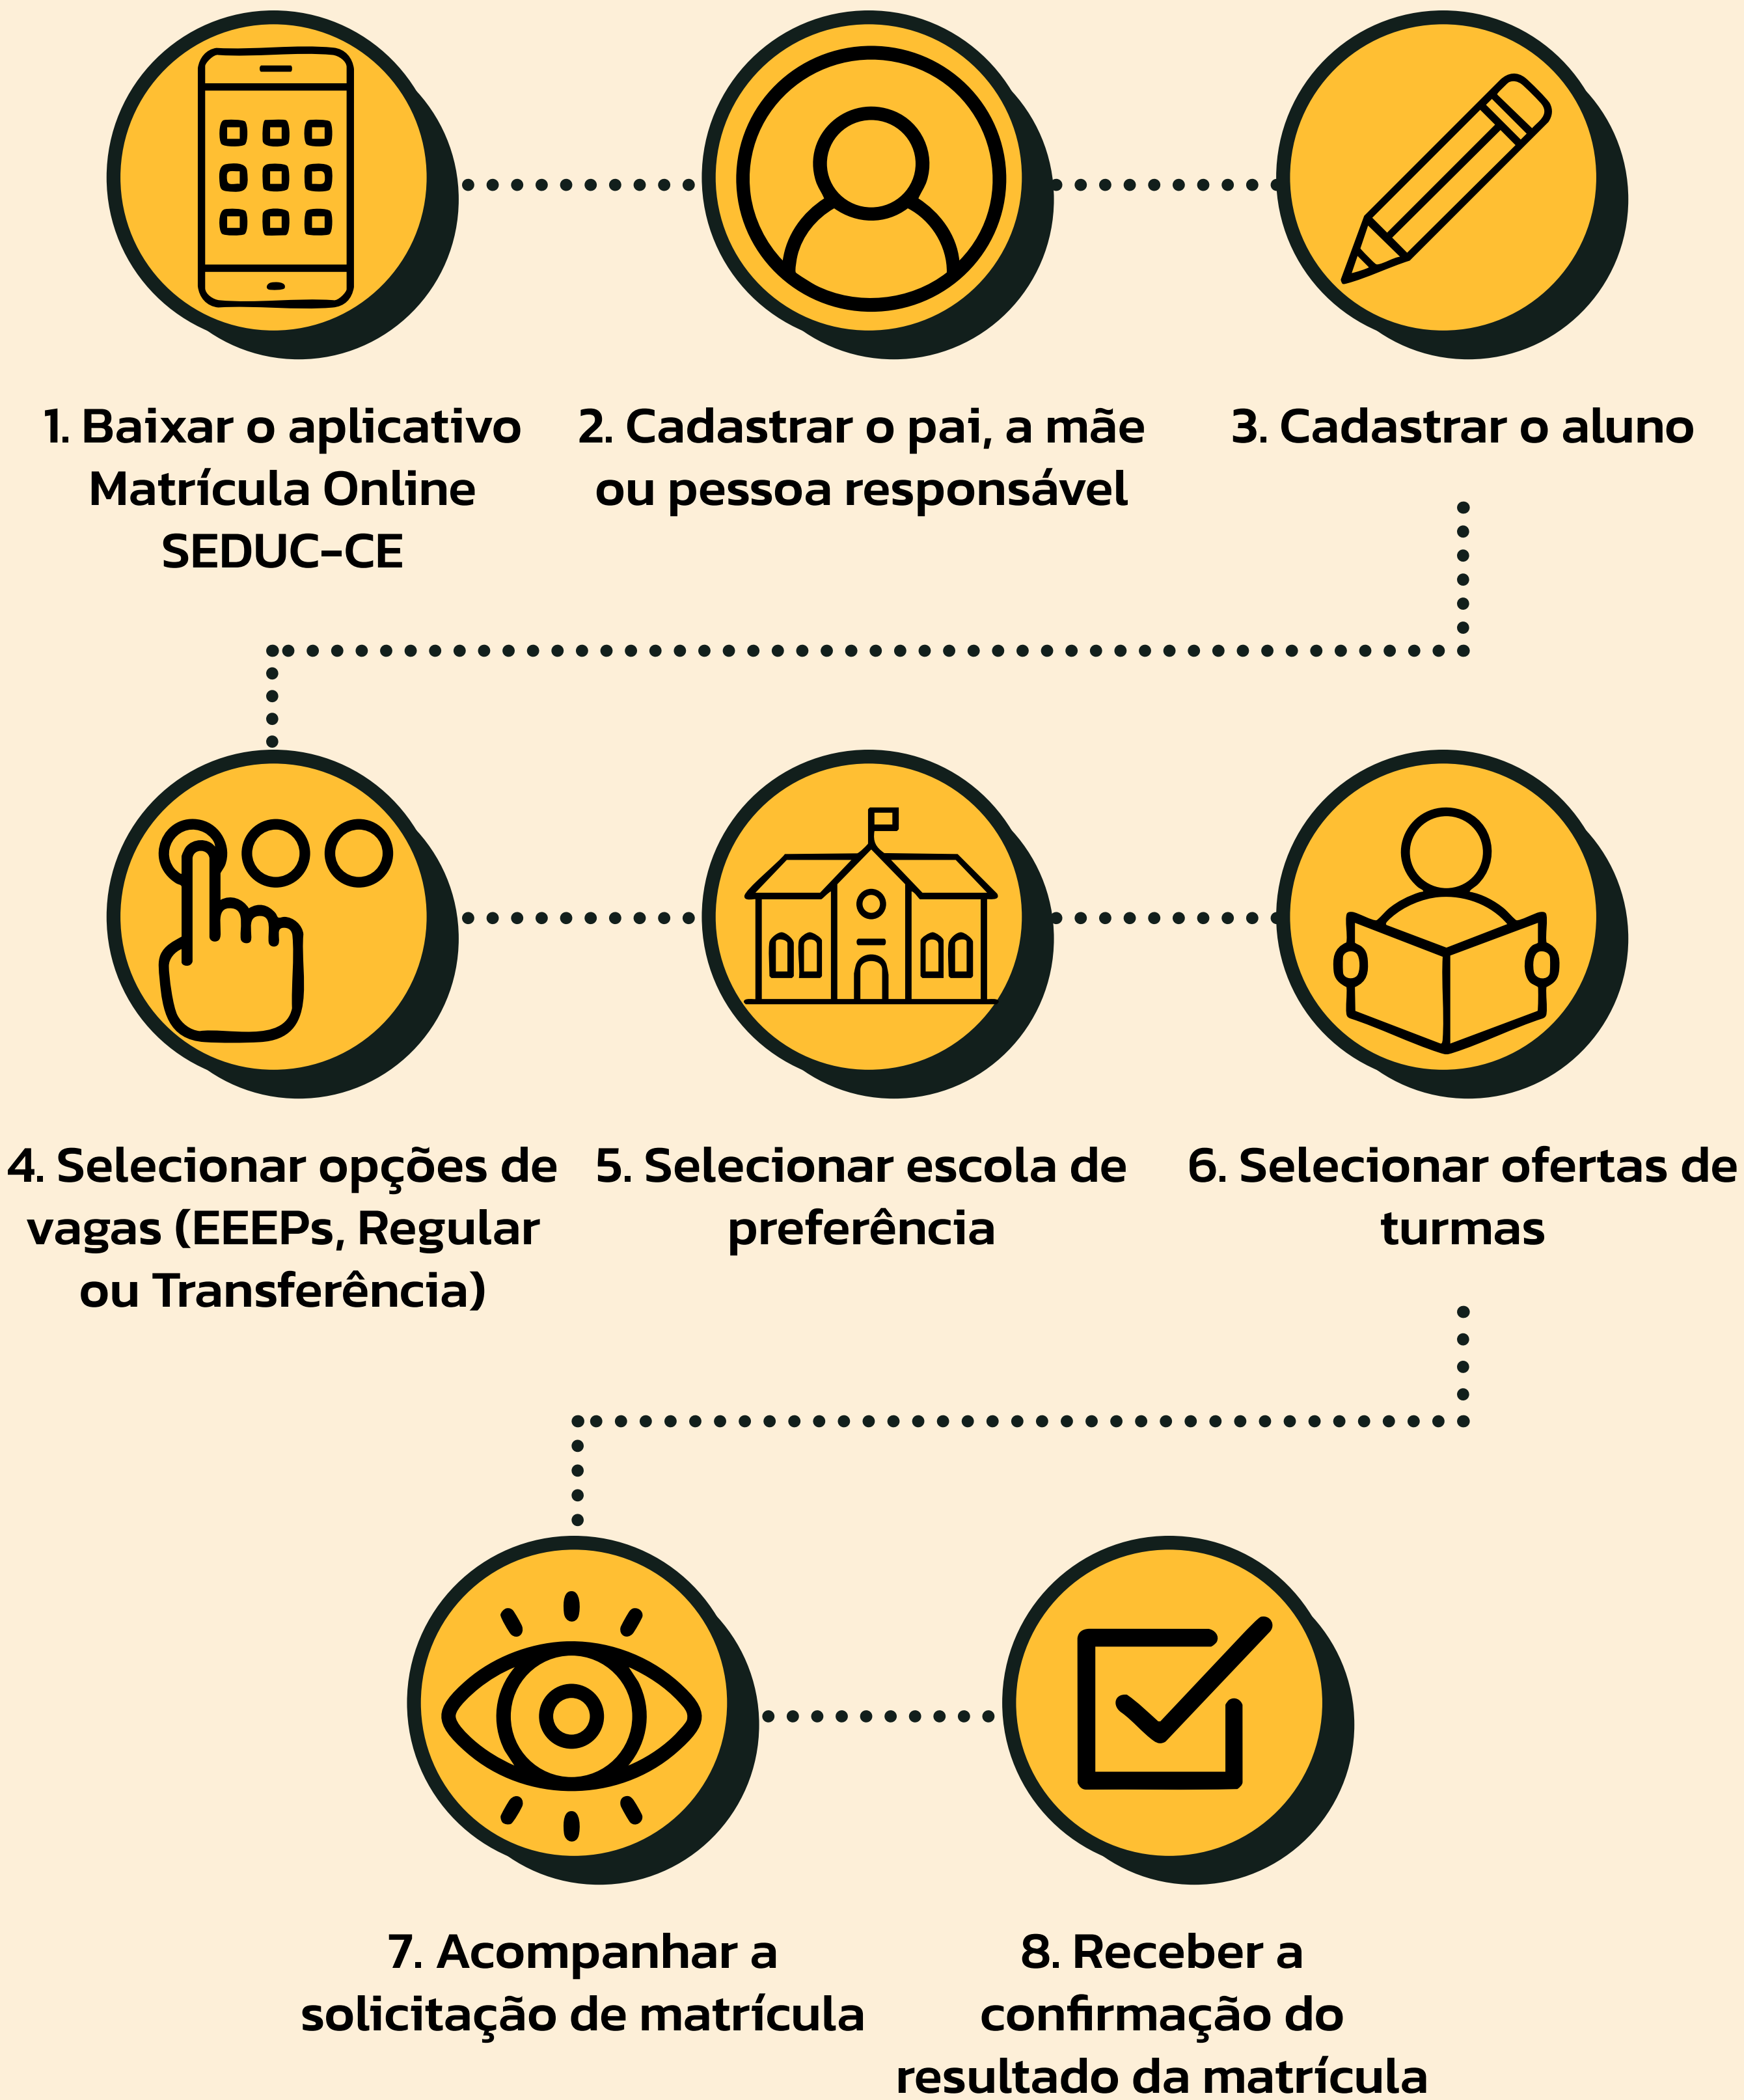 1. Baixar o aplicativo
Matrícula Online
SEDUC-CE
2. Cadastrar o pai, a mãe
ou pessoa responsável
3. Cadastrar o aluno
4. Selecionar opções de
vagas (EEEPs, Regular
ou Transferência)
5. Selecionar escola de
preferência
6. Selecionar ofertas de
turmas
7. Acompanhar a
solicitação de matrícula
8. Receber a
confirmação do
resultado da matrícula